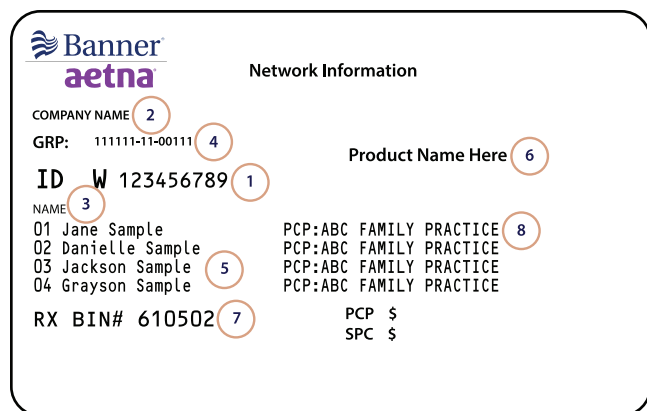 Banner
aetna
Network Information
COMPANY NAME 2
GRP: 111111-11-00111 4
Product Name Here 6
ID W 123456789 1
NAME 3
01 Jane Sample PCP:ABC FAMILY PRACTICE 8
02 Danielle Sample PCP:ABC FAMILY PRACTICE
03 Jackson Sample 5 PCP:ABC FAMILY PRACTICE
04 Grayson Sample PCP:ABC FAMILY PRACTICE
RX BIN# 610502 7
PCP $
SPC $